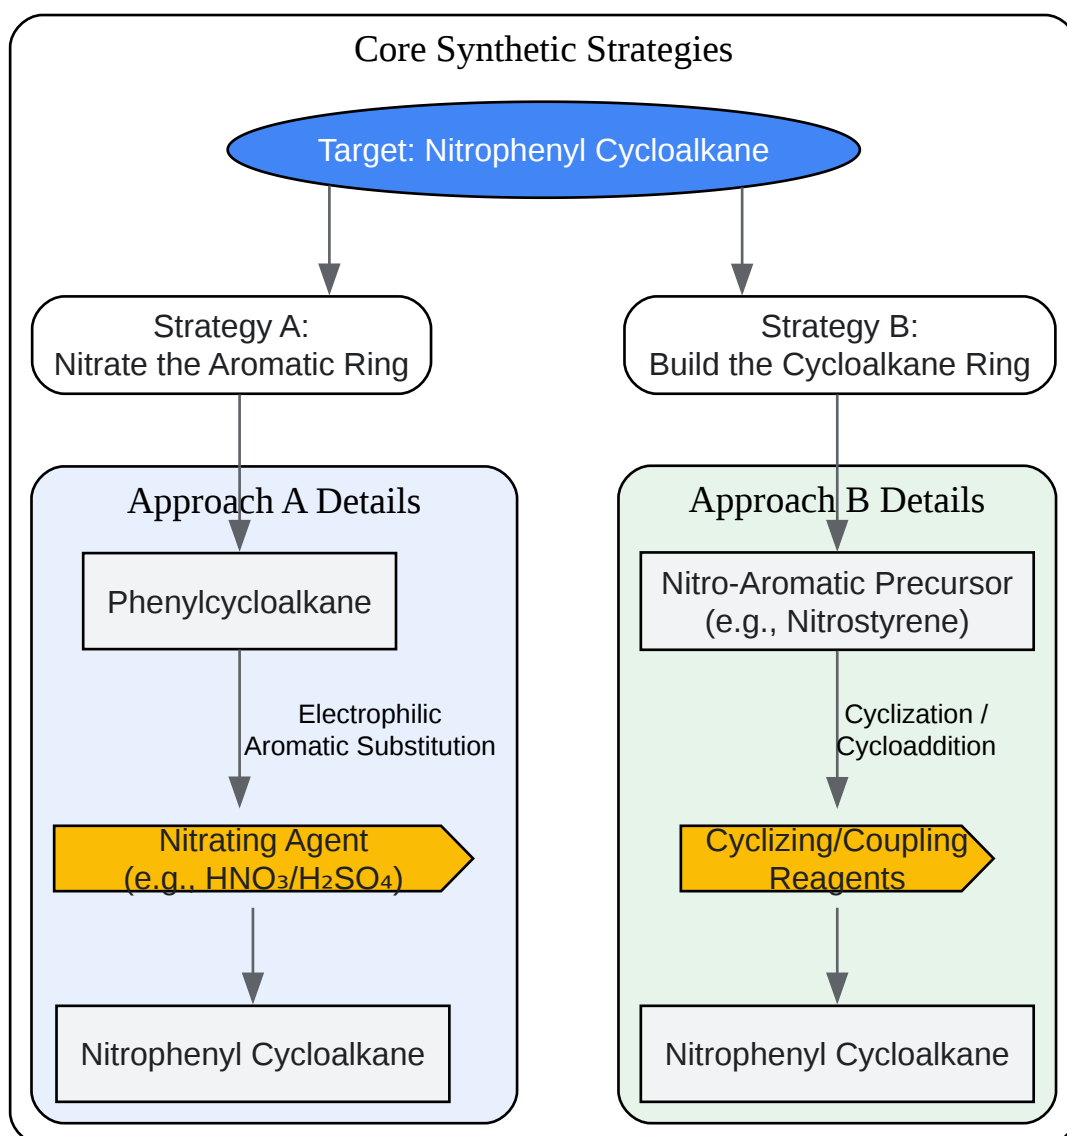 Core Synthetic Strategies
Target: Nitrophenyl Cycloalkane
Strategy A:
Nitrate the Aromatic Ring
Strategy B:
Build the Cycloalkane Ring
Approach A Details
Phenylcycloalkane
Electrophilic
Aromatic Substitution
Nitrating Agent
(e.g., HNO₃/H₂SO₄)
Nitrophenyl Cycloalkane
Approach B Details
Nitro-Aromatic Precursor
(e.g., Nitrostyrene)
Cyclization /
Cycloaddition
Cyclizing/Coupling
Reagents
Nitrophenyl Cycloalkane